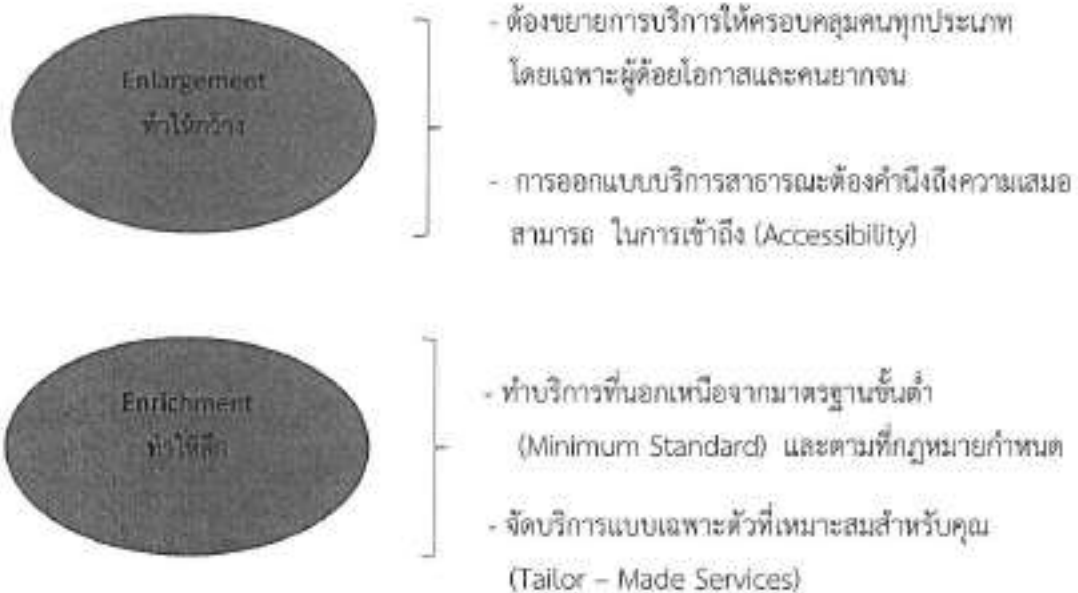 Enlargement
ทำให้กว้าง
- ต้องขยายการบริการให้ครอบคลุมคนทุกประเภท
โดยเฉพาะผู้ด้อยโอกาสและคนยากจน
- การออกแบบบริการสาธารณะต้องคำนึงถึงความเสมอ
สามารถ ในการเข้าถึง (Accessibility)
Enrichment
ทำให้ลึก
- ทำบริการที่นอกเหนือจากมาตรฐานขั้นต่ำ
(Minimum Standard) และตามที่กฎหมายกำหนด
- จัดบริการแบบเฉพาะตัวที่เหมาะสมสำหรับคุณ
(Tailor – Made Services)